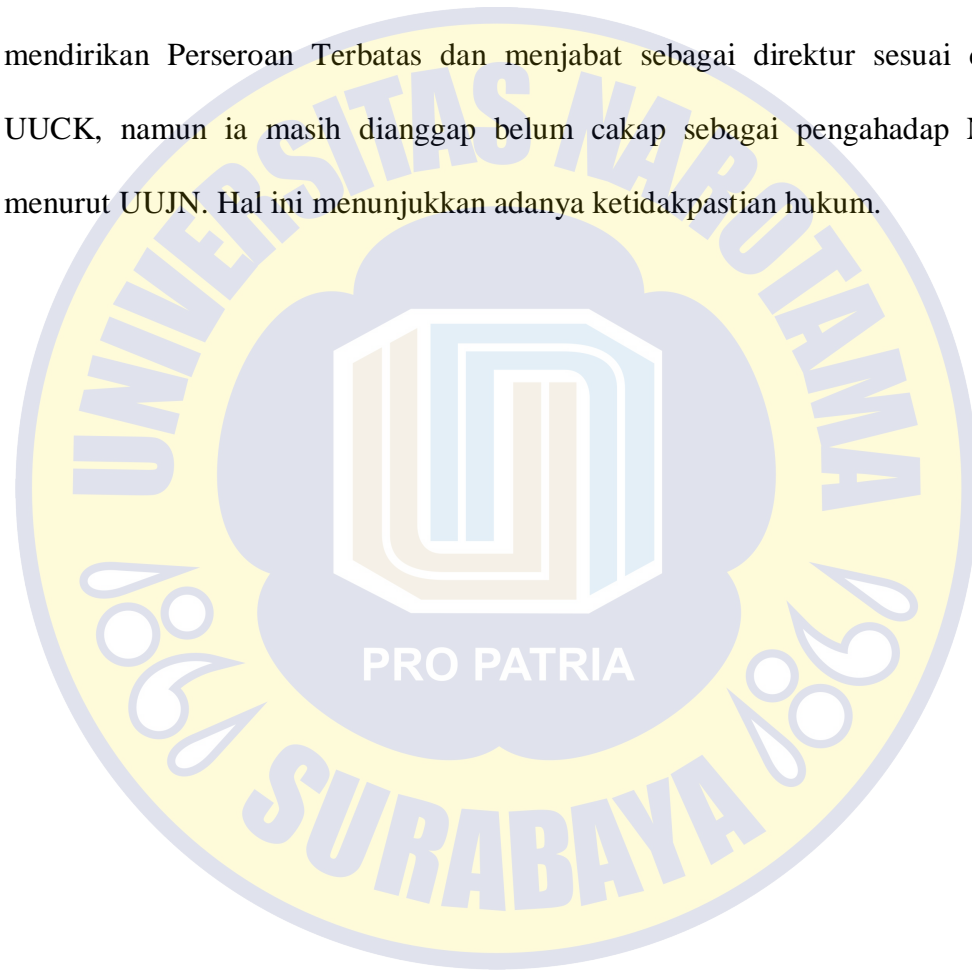 mendirikan Perseroan Terbatas dan menjabat sebagai direktur sesuai
UUCK, namun ia masih dianggap belum cakap sebagai pengahadap
menurut UUJN. Hal ini menunjukkan adanya ketidakpastian hukum.
UNIVERSITAS NAROTAMA
PRO PATRIA
SURABAYA